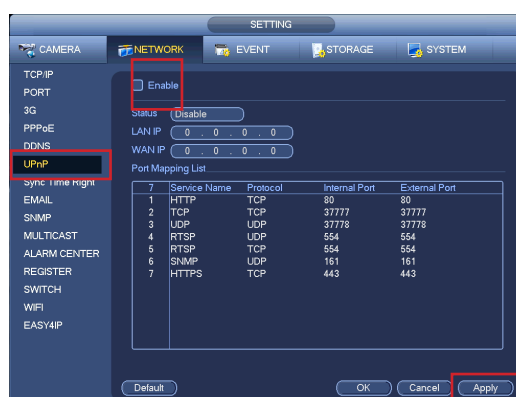 SETTING
CAMERA NETWORK EVENT STORAGE SYSTEM
TCP/IP
PORT
3G
PPPoE
DDNS
UPnP
Sync Time Right
EMAIL
SNMP
MULTICAST
ALARM CENTER
REGISTER
SWITCH
WIFI
EASY4IP
Enable
Status Disable
LAN IP 0 . 0 . 0 . 0
WAN IP 0 . 0 . 0 . 0
Port Mapping List
7 Service Name Protocol Internal Port External Port
1 HTTP TCP 80 80
2 TCP TCP 37777 37777
3 UDP UDP 37778 37778
4 RTSP UDP 554 554
5 RTSP TCP 554 554
6 SNMP UDP 161 161
7 HTTPS TCP 443 443
Default OK Cancel Apply